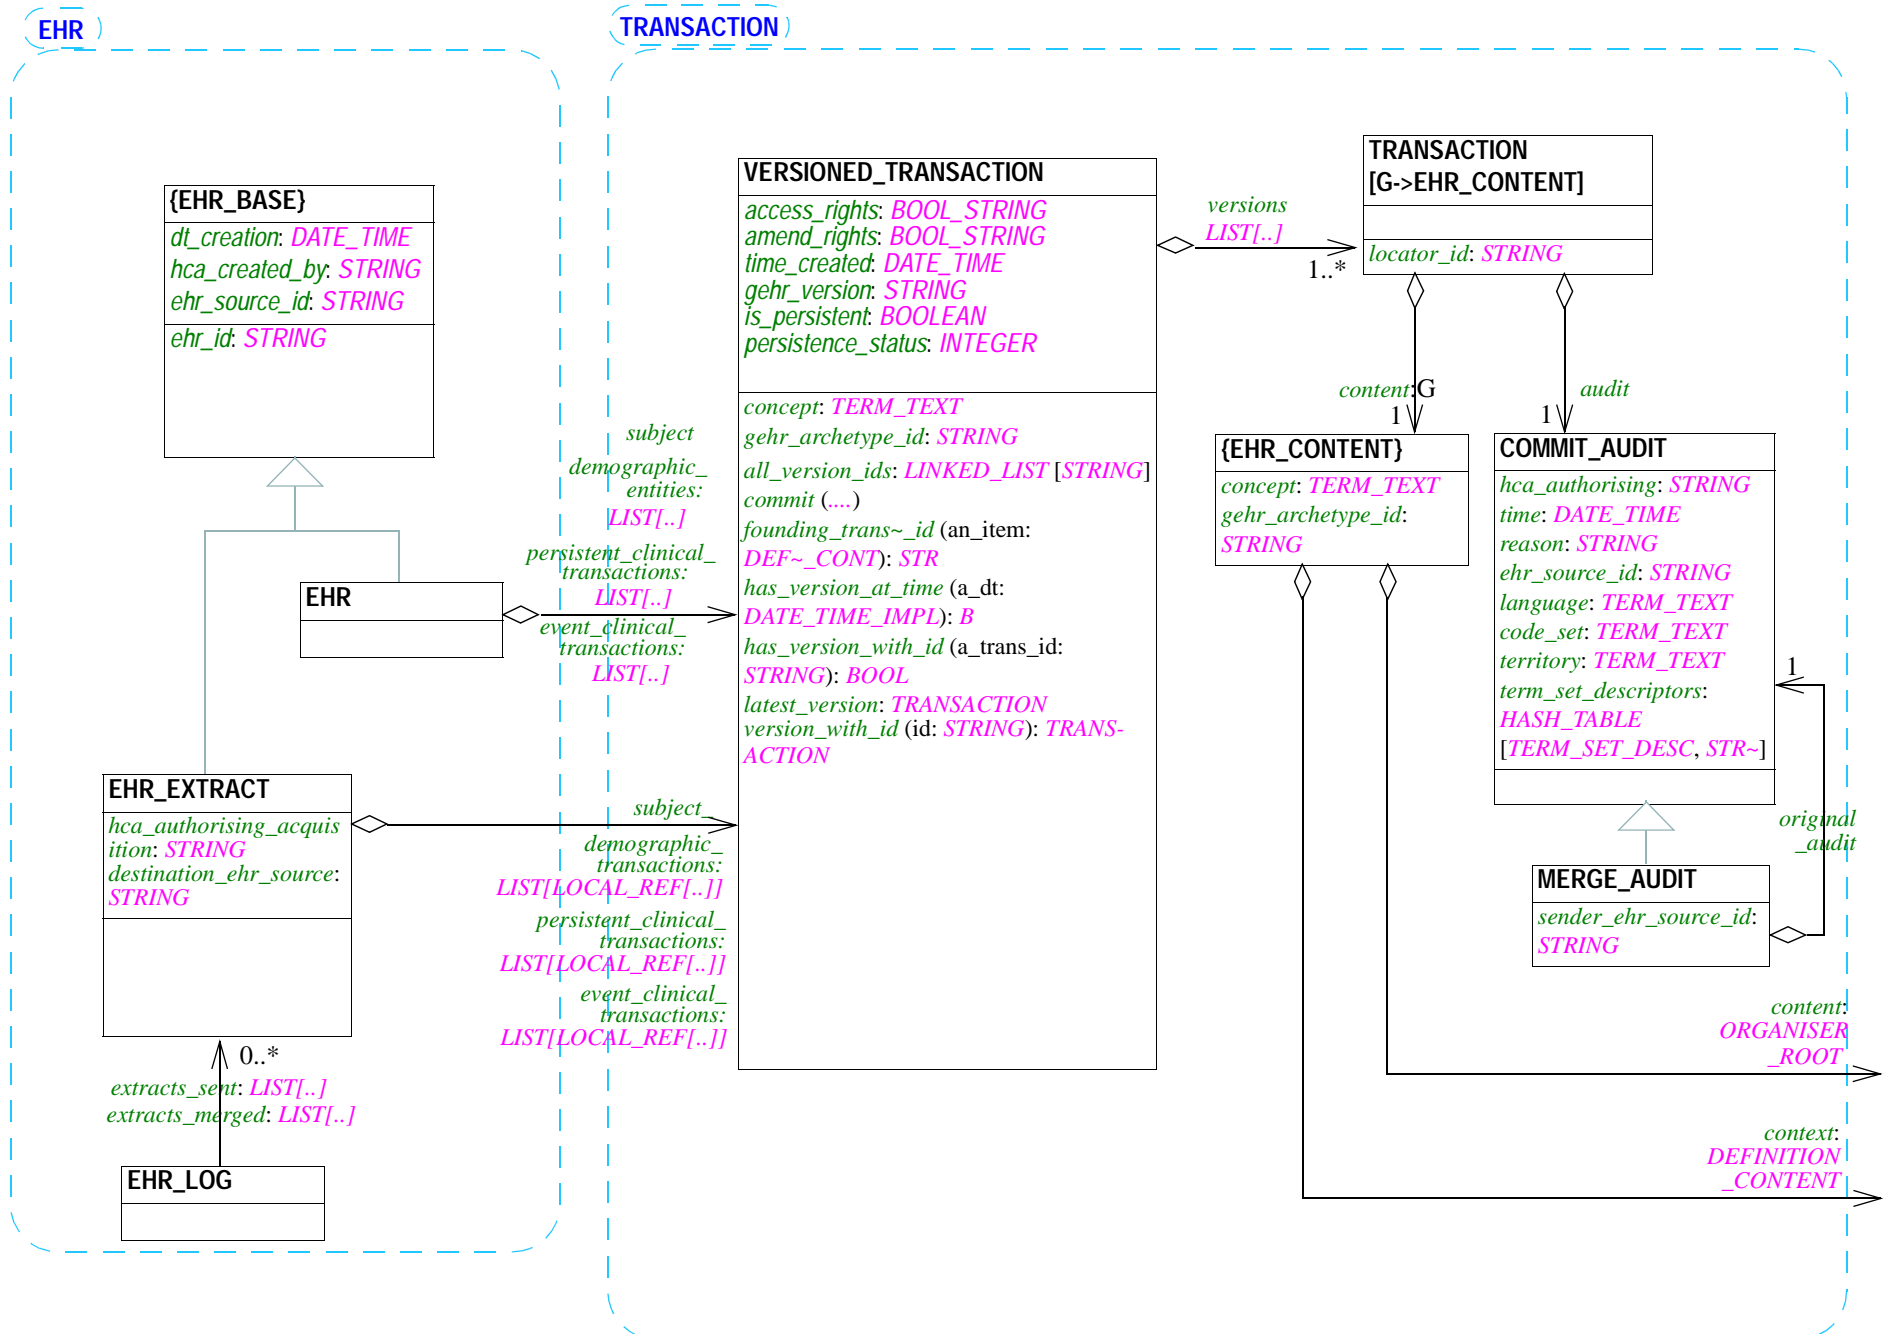 EHR
TRANSACTION
{EHR_BASE}
dt_creation: DATE_TIME
hca_created_by: STRING
ehr_source_id: STRING
ehr_id: STRING
EHR
EHR_EXTRACT
hca_authorising_acquis
ition: STRING
destination_ehr_source:
STRING
0..*
extracts_sent: LIST[..]
extracts_merged: LIST[..]
EHR_LOG
subject
demographic_
entities:
LIST[..]
persistent_clinical_
transactions:
LIST[..]
event_clinical_
transactions:
LIST[..]
subject_
demographic_
transactions:
LIST[LOCAL_REF[..]]
persistent_clinical_
transactions:
LIST[LOCAL_REF[..]]
event_clinical_
transactions:
LIST[LOCAL_REF[..]]
VERSIONED_TRANSACTION
access_rights: BOOL_STRING
amend_rights: BOOL_STRING
time_created: DATE_TIME
gehr_version: STRING
is_persistent: BOOLEAN
persistence_status: INTEGER
concept: TERM_TEXT
gehr_archetype_id: STRING
all_version_ids: LINKED_LIST [STRING]
commit (....)
founding_trans~_id (an_item:
DEF~_CONT): STR
has_version_at_time (a_dt:
DATE_TIME_IMPL): B
has_version_with_id (a_trans_id:
STRING): BOOL
latest_version: TRANSACTION
version_with_id (id: STRING): TRANS-
ACTION
versions
LIST[..]
1..*
TRANSACTION
[G->EHR_CONTENT]
locator_id: STRING
content:G
1
audit
1
{EHR_CONTENT}
concept: TERM_TEXT
gehr_archetype_id:
STRING
COMMIT_AUDIT
hca_authorising: STRING
time: DATE_TIME
reason: STRING
ehr_source_id: STRING
language: TERM_TEXT
code_set: TERM_TEXT
territory: TERM_TEXT
term_set_descriptors:
HASH_TABLE
[TERM_SET_DESC, STR~]
1
original
_audit
MERGE_AUDIT
sender_ehr_source_id:
STRING
content:
ORGANISER
_ROOT
context:
DEFINITION
_CONTENT